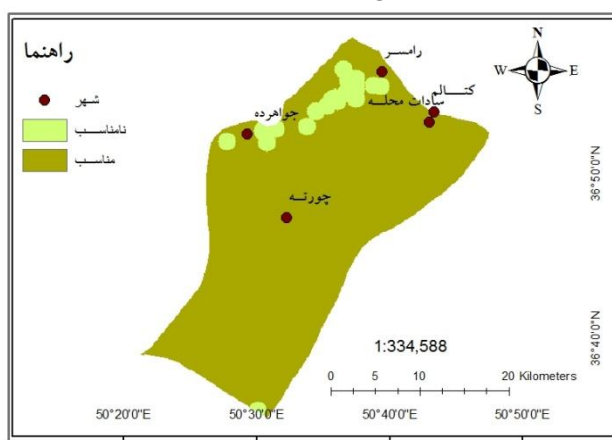 راهنما
شهر
نامناسب
مناسب
رامسر
کتالم
سادات محله
جواهرده
چورته
N
W
E
S
36°50'0"N
36°40'0"N
1:334,588
0 5 10 20 Kilometers
50°20'0"E 50°30'0"E 50°40'0"E 50°50'0"E